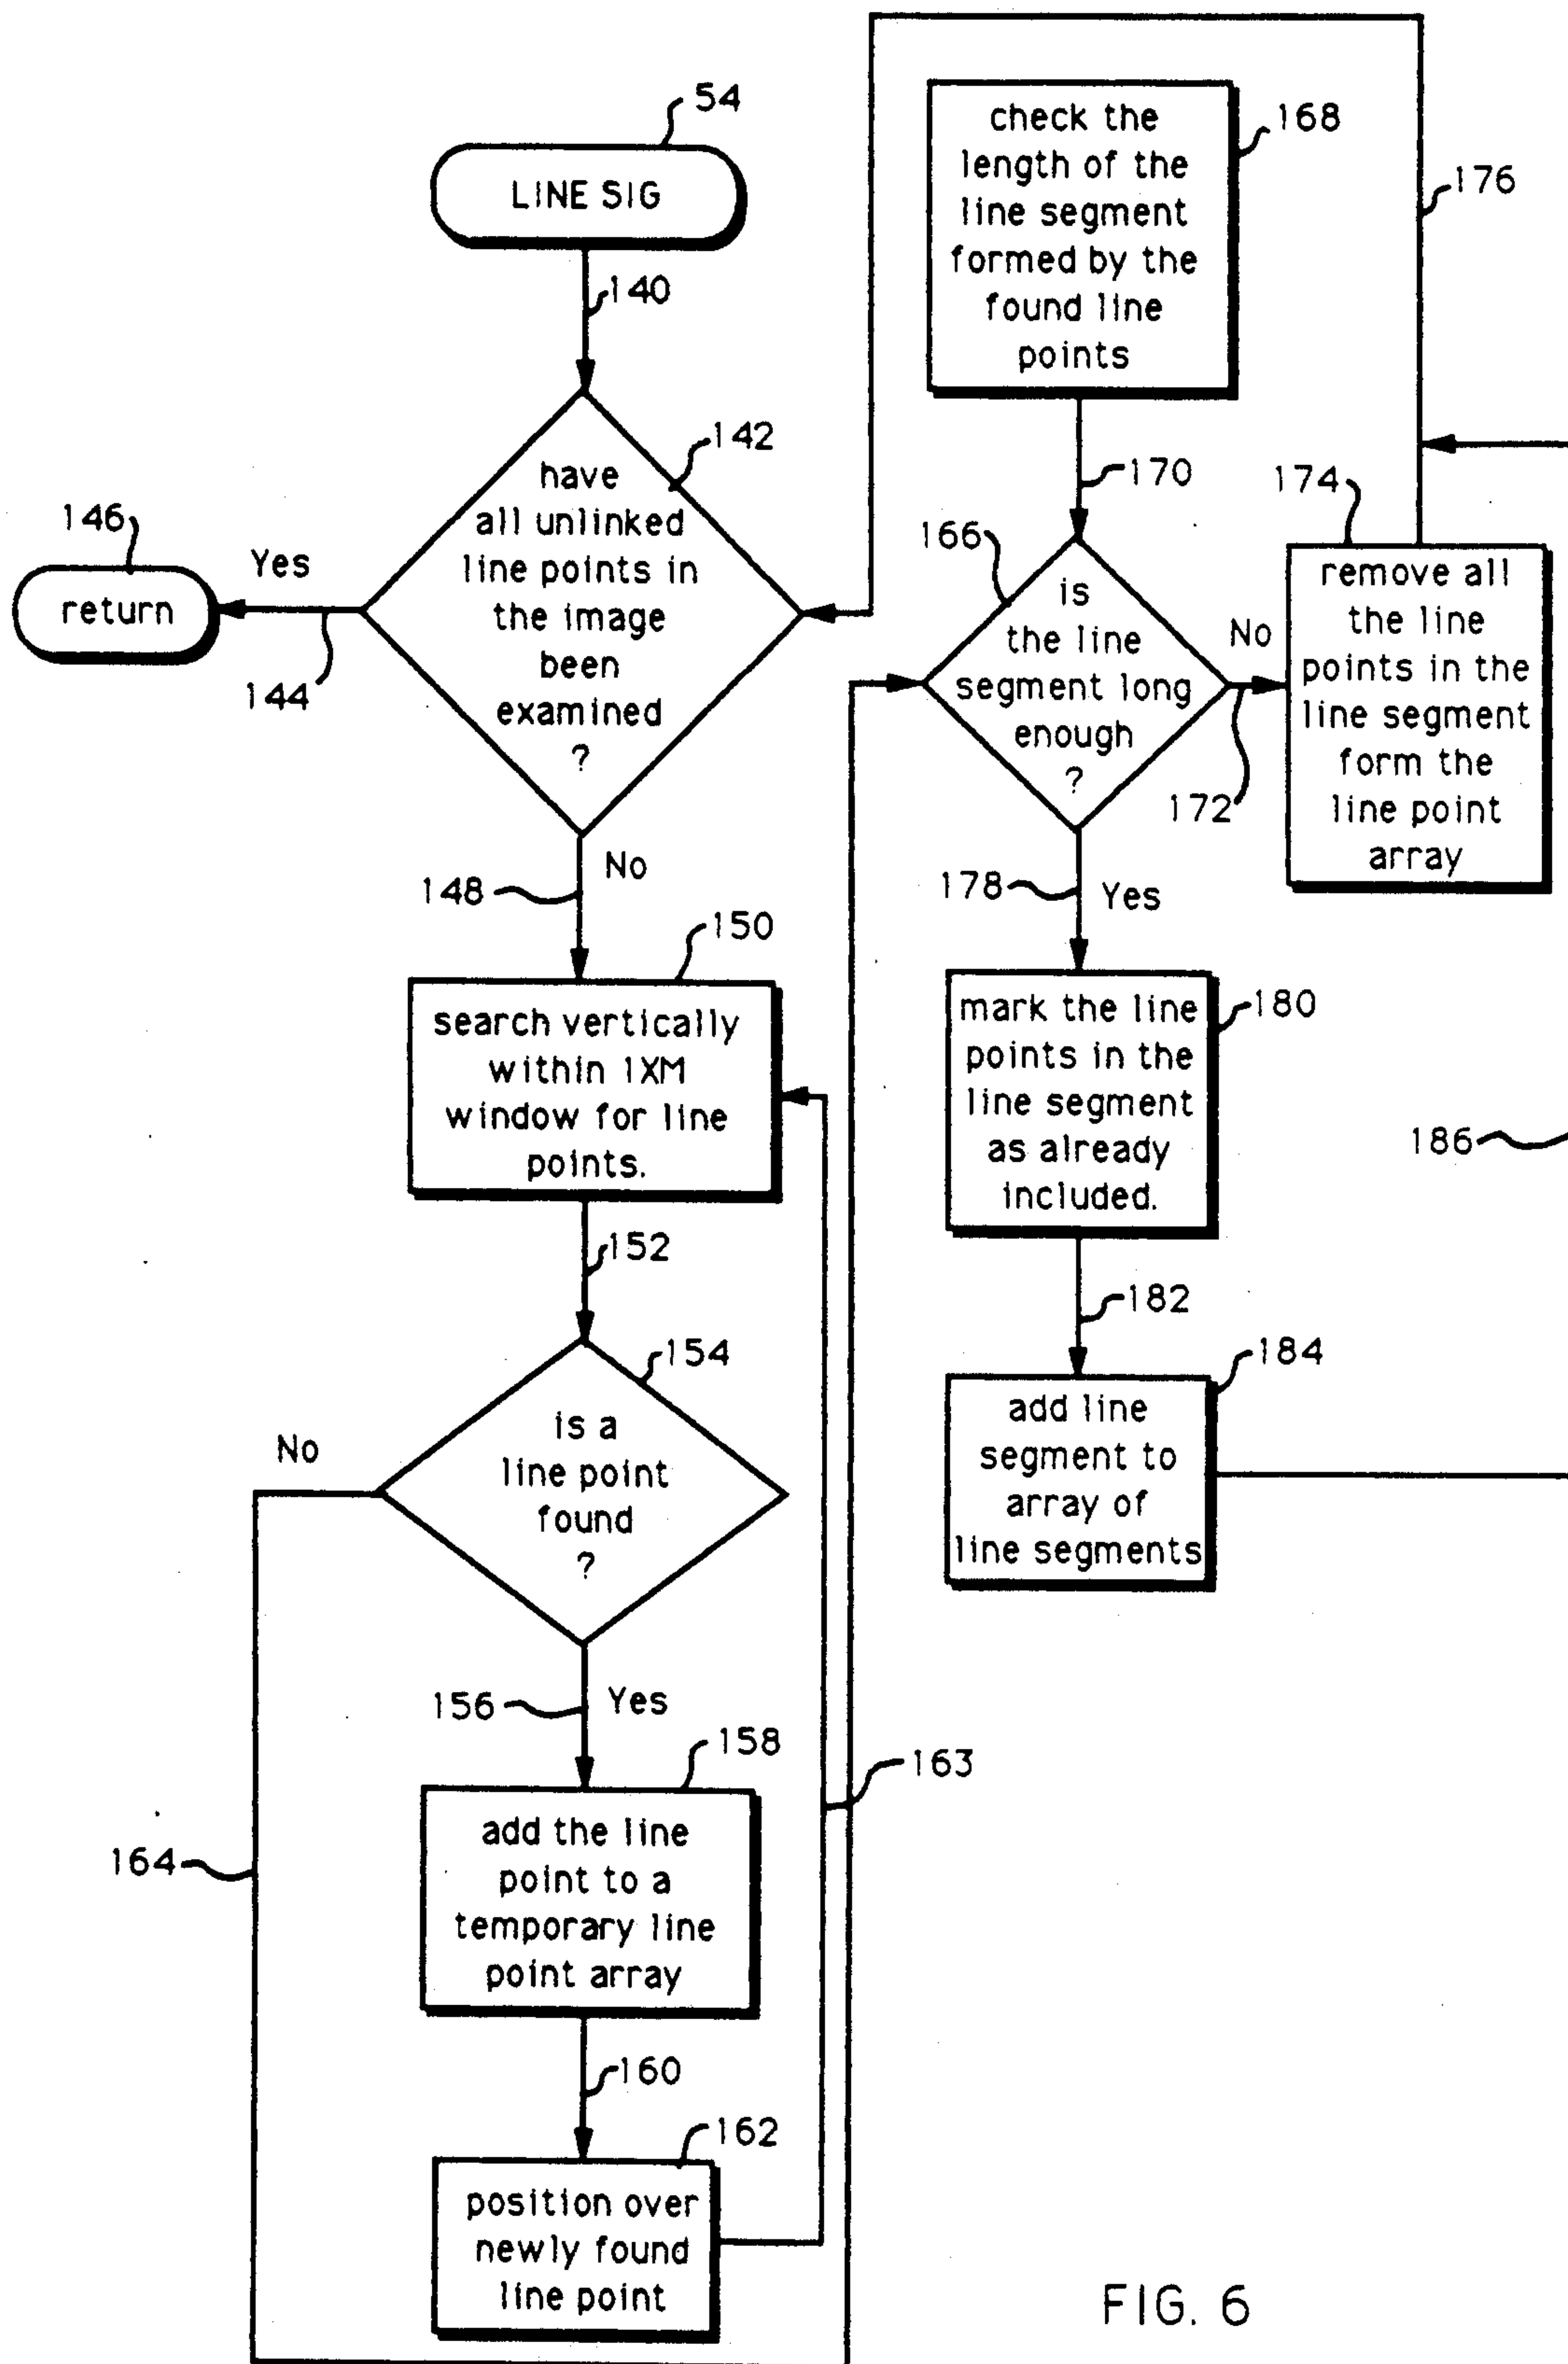 54
LINE SIG
140
142
have
all unlinked
line points in
the image
been
examined
?
Yes
146
return
144
No
148
150
search vertically
within 1XM
window for line
points.
152
154
is a
line point
found
?
No
164
156
Yes
158
add the line
point to a
temporary line
point array
160
162
position over
newly found
line point
163
168
check the
length of the
line segment
formed by the
found line
points
170
166
is
the line
segment long
enough
?
No
172
174
remove all
the line
points in the
line segment
form the
line point
array
176
178
Yes
180
mark the line
points in the
line segment
as already
included.
182
184
add line
segment to
array of
line segments
186
FIG. 6